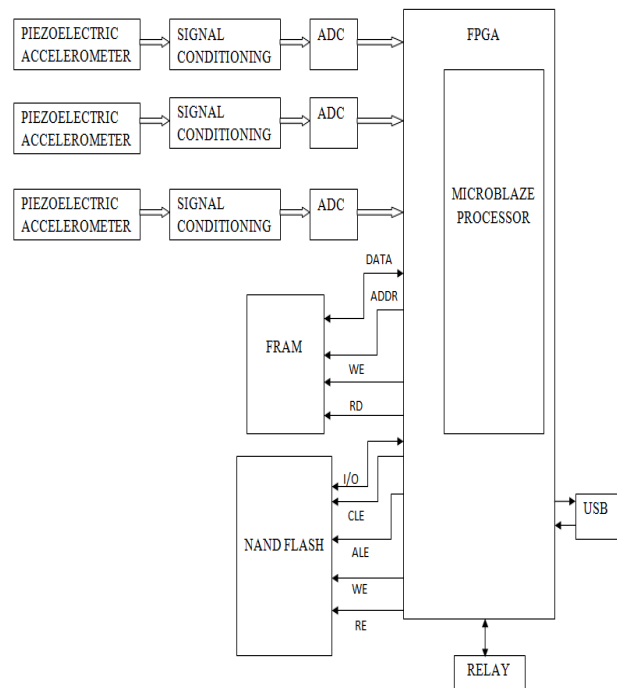 PIEZOELECTRIC
ACCELEROMETER
SIGNAL
CONDITIONING
ADC
FPGA
PIEZOELECTRIC
ACCELEROMETER
SIGNAL
CONDITIONING
ADC
PIEZOELECTRIC
ACCELEROMETER
SIGNAL
CONDITIONING
ADC
MICROBLAZE
PROCESSOR
DATA
ADDR
FRAM
WE
RD
I/O
CLE
NAND FLASH
ALE
WE
RE
USB
RELAY